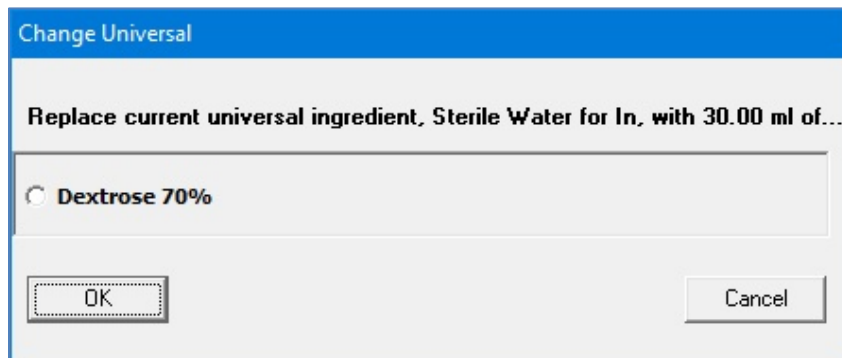 Change Universal
Replace current universal ingredient, Sterile Water for In, with 30.00 ml of...
Dextrose 70%
OK
Cancel